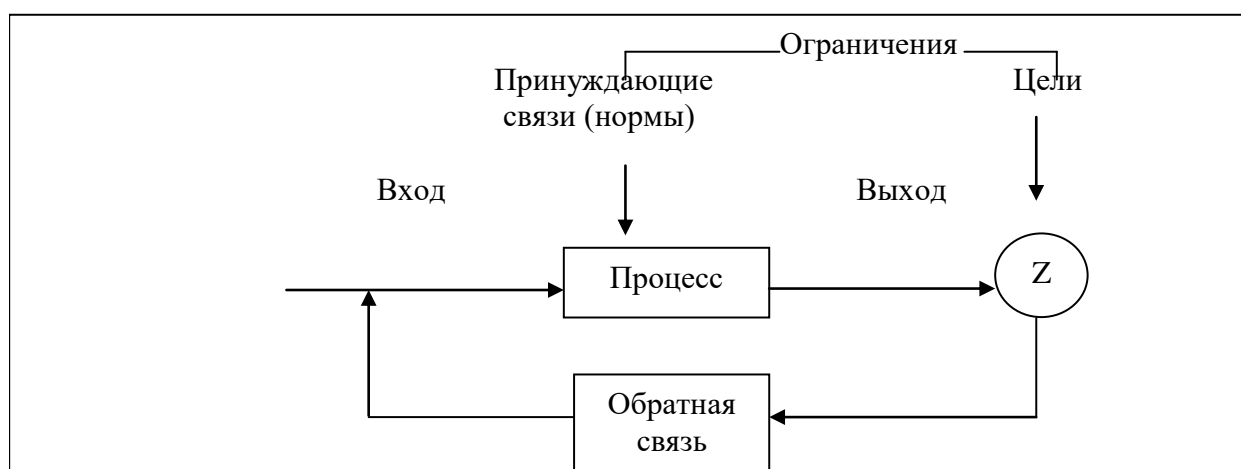 Ограничения
Принуждающие
связи (нормы)
Цели
Вход
Выход
Процесс
Z
Обратная
связь